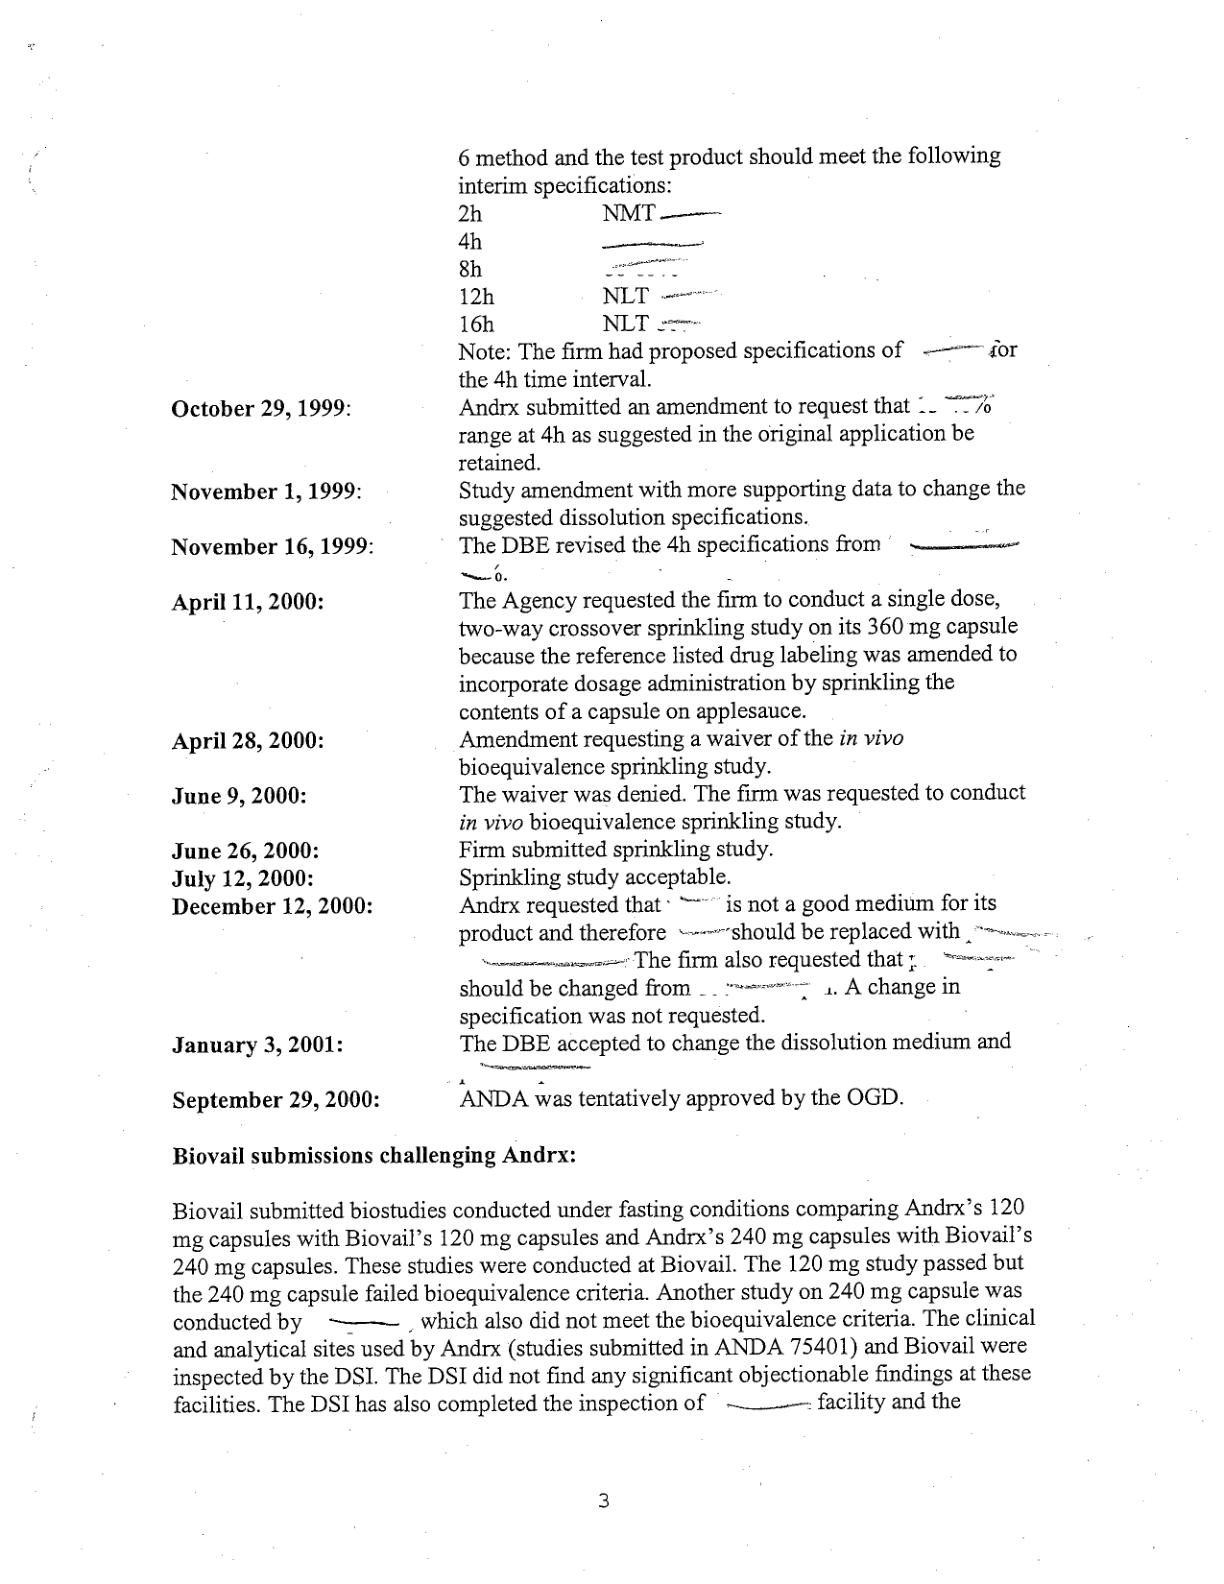 6 method and the test product should meet the following
interim specifications:
2h NMT
4h
8h
12h NLT
16h NLT
Note: The firm had proposed specifications of for
the 4h time interval.
October 29, 1999: Andrx submitted an amendment to request that %
range at 4h as suggested in the original application be
retained.
November 1, 1999: Study amendment with more supporting data to change the
suggested dissolution specifications.
November 16, 1999: The DBE revised the 4h specifications from
April 11, 2000: The Agency requested the firm to conduct a single dose,
two-way crossover sprinkling study on its 360 mg capsule
because the reference listed drug labeling was amended to
incorporate dosage administration by sprinkling the
contents of a capsule on applesauce.
April 28, 2000: Amendment requesting a waiver of the in vivo
bioequivalence sprinkling study.
June 9, 2000: The waiver was denied. The firm was requested to conduct
in vivo bioequivalence sprinkling study.
June 26, 2000: Firm submitted sprinkling study.
July 12, 2000: Sprinkling study acceptable.
December 12, 2000: Andrx requested that is not a good medium for its
product and therefore should be replaced with
The firm also requested that
should be changed from . A change in
specification was not requested.
January 3, 2001: The DBE accepted to change the dissolution medium and
September 29, 2000: ANDA was tentatively approved by the OGD.
Biovail submissions challenging Andrx:
Biovail submitted biostudies conducted under fasting conditions comparing Andrx's 120
mg capsules with Biovail's 120 mg capsules and Andrx's 240 mg capsules with Biovail's
240 mg capsules. These studies were conducted at Biovail. The 120 mg study passed but
the 240 mg capsule failed bioequivalence criteria. Another study on 240 mg capsule was
conducted by , which also did not meet the bioequivalence criteria. The clinical
and analytical sites used by Andrx (studies submitted in ANDA 75401) and Biovail were
inspected by the DSI. The DSI did not find any significant objectionable findings at these
facilities. The DSI has also completed the inspection of facility and the
3